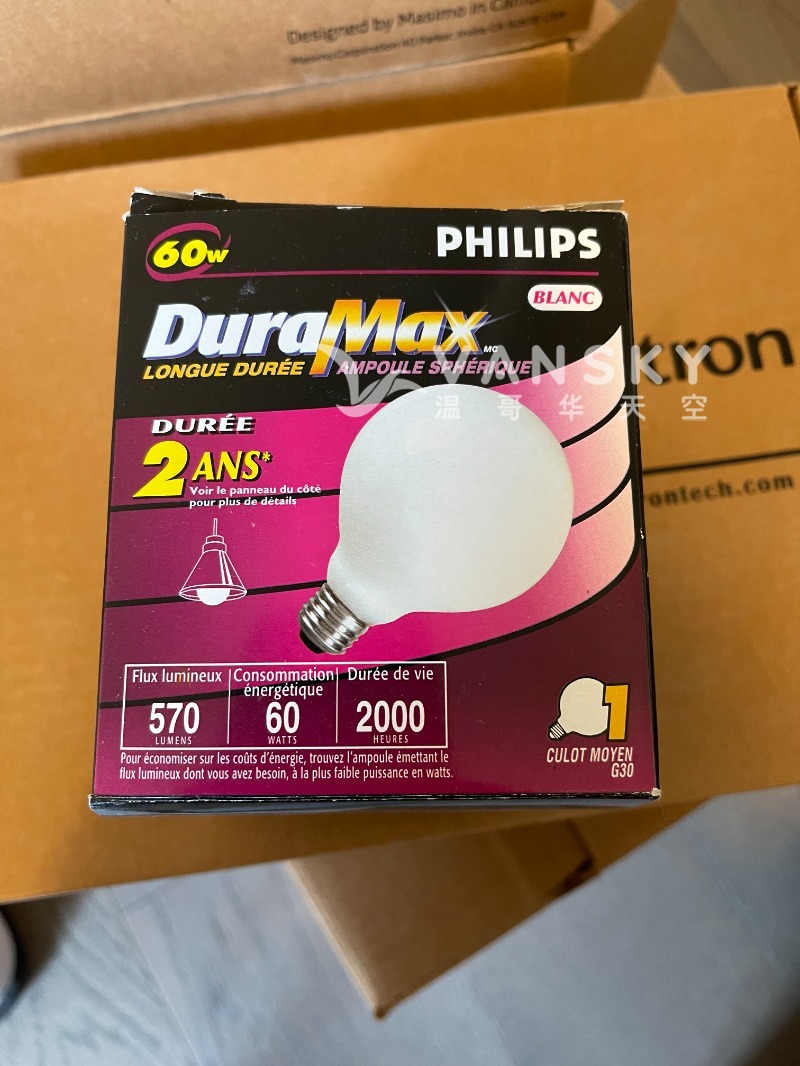 Designed by Masimo in
60W
PHILIPS
BLANC
DuraMax MC
LONGUE DURÉE AMPOULE SPHÉRIQUE
VANSKY
温哥华天空
tron
DURÉE
2 ANS*
Voir le panneau du côté
pour plus de détails
rontech.com
Flux lumineux
570
LUMENS
Consommation
énergétique
60
WATTS
Durée de vie
2000
HEURES
Pour économiser sur les coûts d'énergie, trouvez l'ampoule émettant le
flux lumineux dont vous avez besoin, à la plus faible puissance en watts.
1
CULOT MOYEN
G30